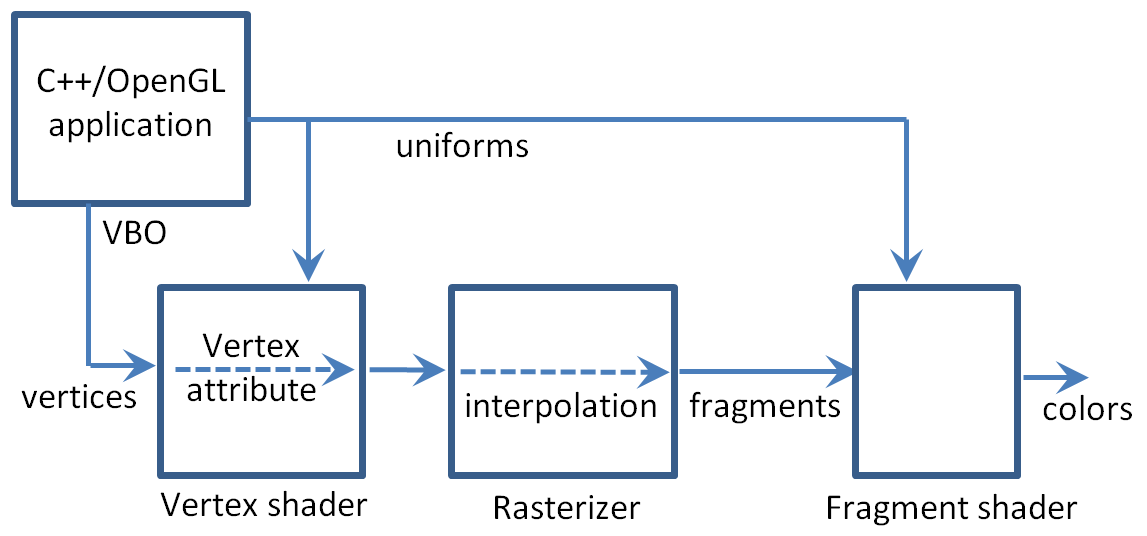 C++/OpenGL
application
uniforms
VBO
Vertex
attribute
vertices
interpolation
fragments
colors
Vertex shader
Rasterizer
Fragment shader